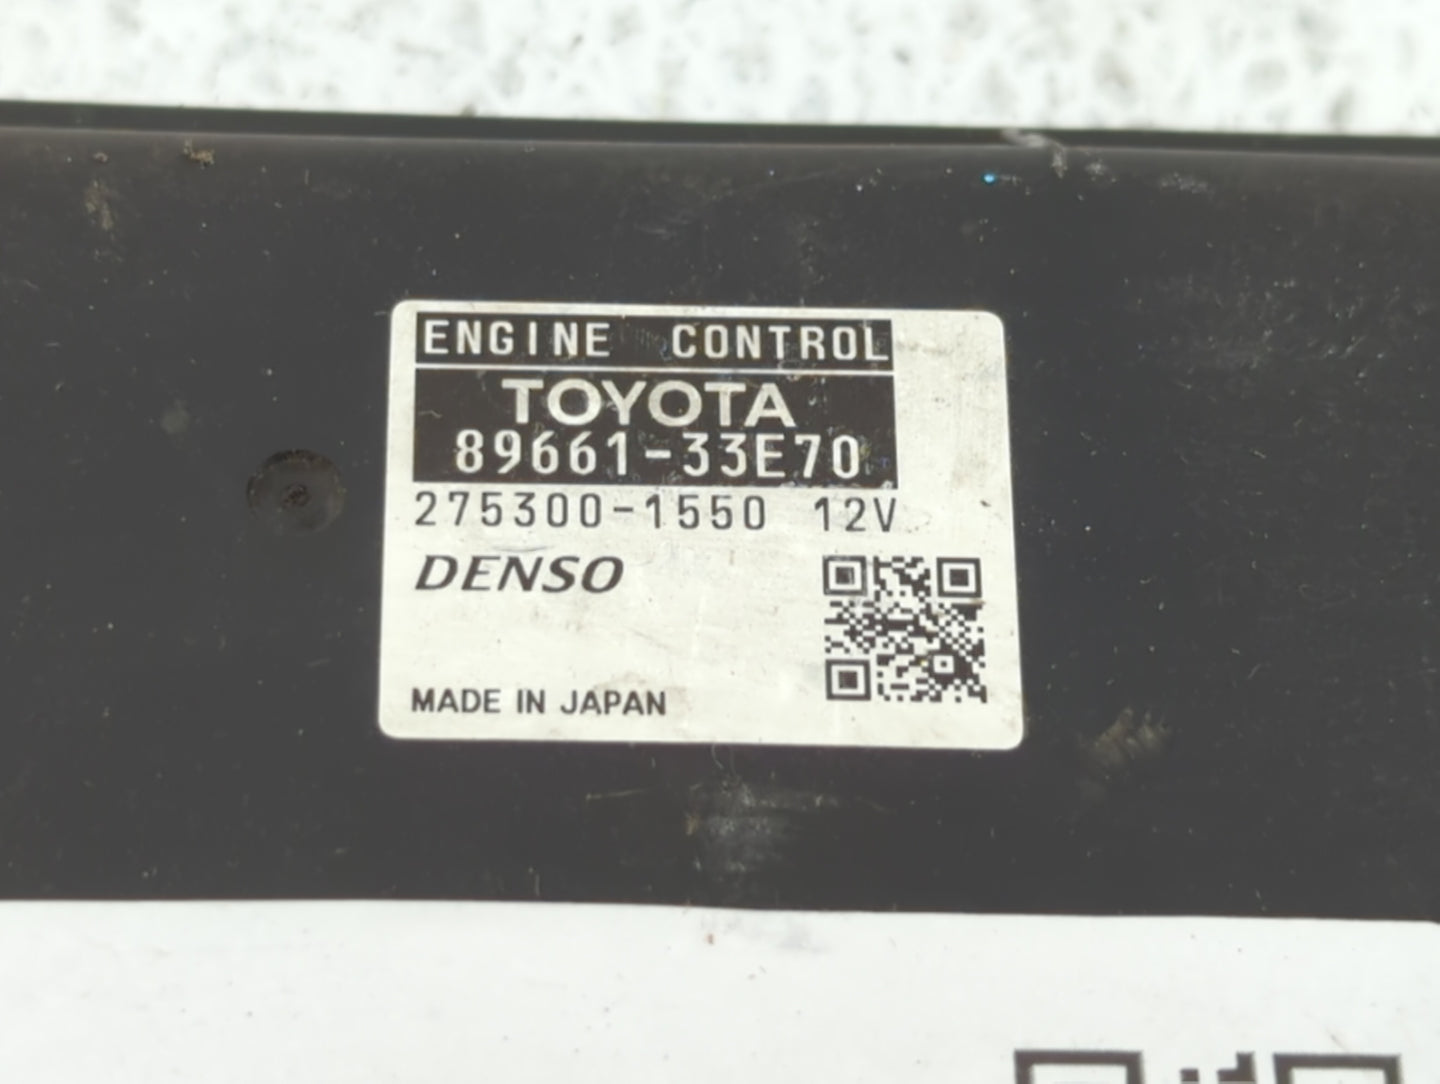 ENGINE CONTROL
TOYOTA
89661-33E70
275300-1550 12V
DENSO
MADE IN JAPAN